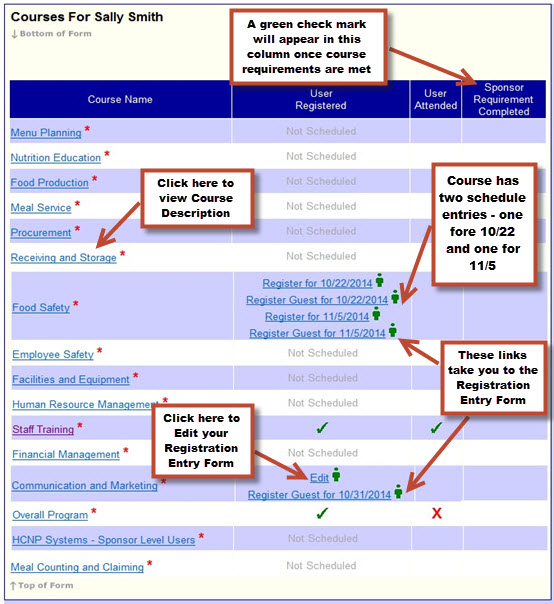 Courses For Sally Smith
↓ Bottom of Form
A green check mark
will appear in this
column once course
requirements are met
Course Name
User
Registered
User
Attended
Sponsor
Requirement
Completed
Menu Planning *
Not Scheduled
Nutrition Education *
Not Scheduled
Food Production *
Not Scheduled
Meal Service *
Not Scheduled
Procurement *
Not Scheduled
Receiving and Storage *
Not Scheduled
Click here to
view Course
Description
Course has
two schedule
entries - one
fore 10/22
and one for
11/5
Food Safety *
Register for 10/22/2014
Register Guest for 10/22/2014
Register for 11/5/2014
Register Guest for 11/5/2014
Employee Safety *
Not Scheduled
Facilities and Equipment *
Not Scheduled
Human Resource Management *
Not Scheduled
These links
take you to the
Registration
Entry Form
Click here to
Edit your
Registration
Entry Form
Staff Training *
✓
✓
Financial Management *
Not Scheduled
Communication and Marketing *
Edit
Register Guest for 10/31/2014
Overall Program *
✓
X
HCNP Systems - Sponsor Level Users *
Not Scheduled
Meal Counting and Claiming *
Not Scheduled
↑ Top of Form